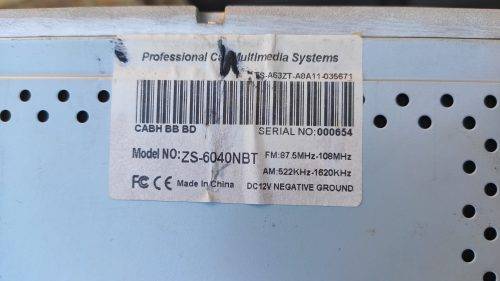 Professional Car Multimedia Systems
TS-A63ZT-A0A11-035671
CABH BB BD SERIAL NO:000654
Model NO:ZS-6040NBT FM:87.5MHz-108MHz
AM:522KHz-1620KHz
FC CE Made In China DC12V NEGATIVE GROUND